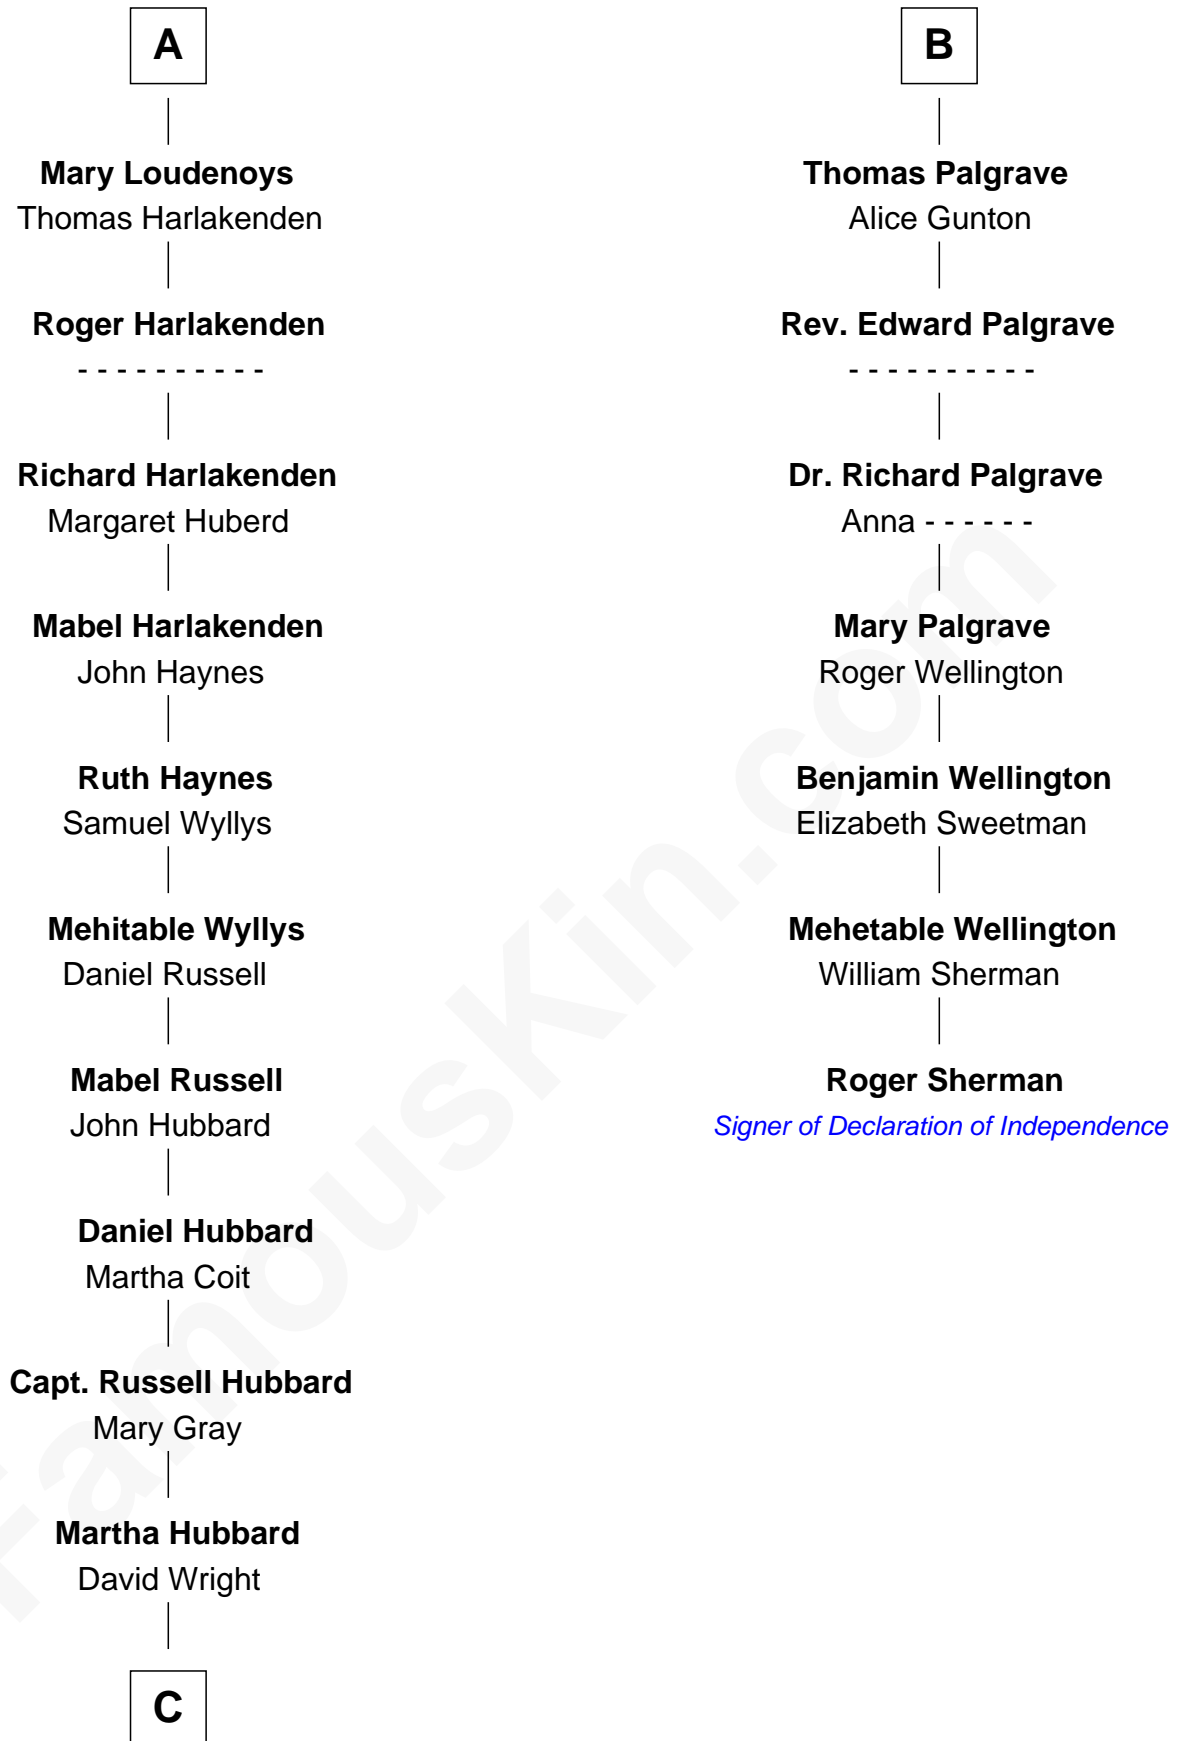 A
Mary Loudenoys
Thomas Harlakenden
Roger Harlakenden
- - - - - - - - - -
Richard Harlakenden
Margaret Huberd
Mabel Harlakenden
John Haynes
Ruth Haynes
Samuel Wyllys
Mehitable Wyllys
Daniel Russell
Mabel Russell
John Hubbard
Daniel Hubbard
Martha Coit
Capt. Russell Hubbard
Mary Gray
Martha Hubbard
David Wright
C
B
Thomas Palgrave
Alice Gunton
Rev. Edward Palgrave
- - - - - - - - - -
Dr. Richard Palgrave
Anna - - - - - -
Mary Palgrave
Roger Wellington
Benjamin Wellington
Elizabeth Sweetman
Mehetable Wellington
William Sherman
Roger Sherman
Signer of Declaration of Independence
FamousKin.com